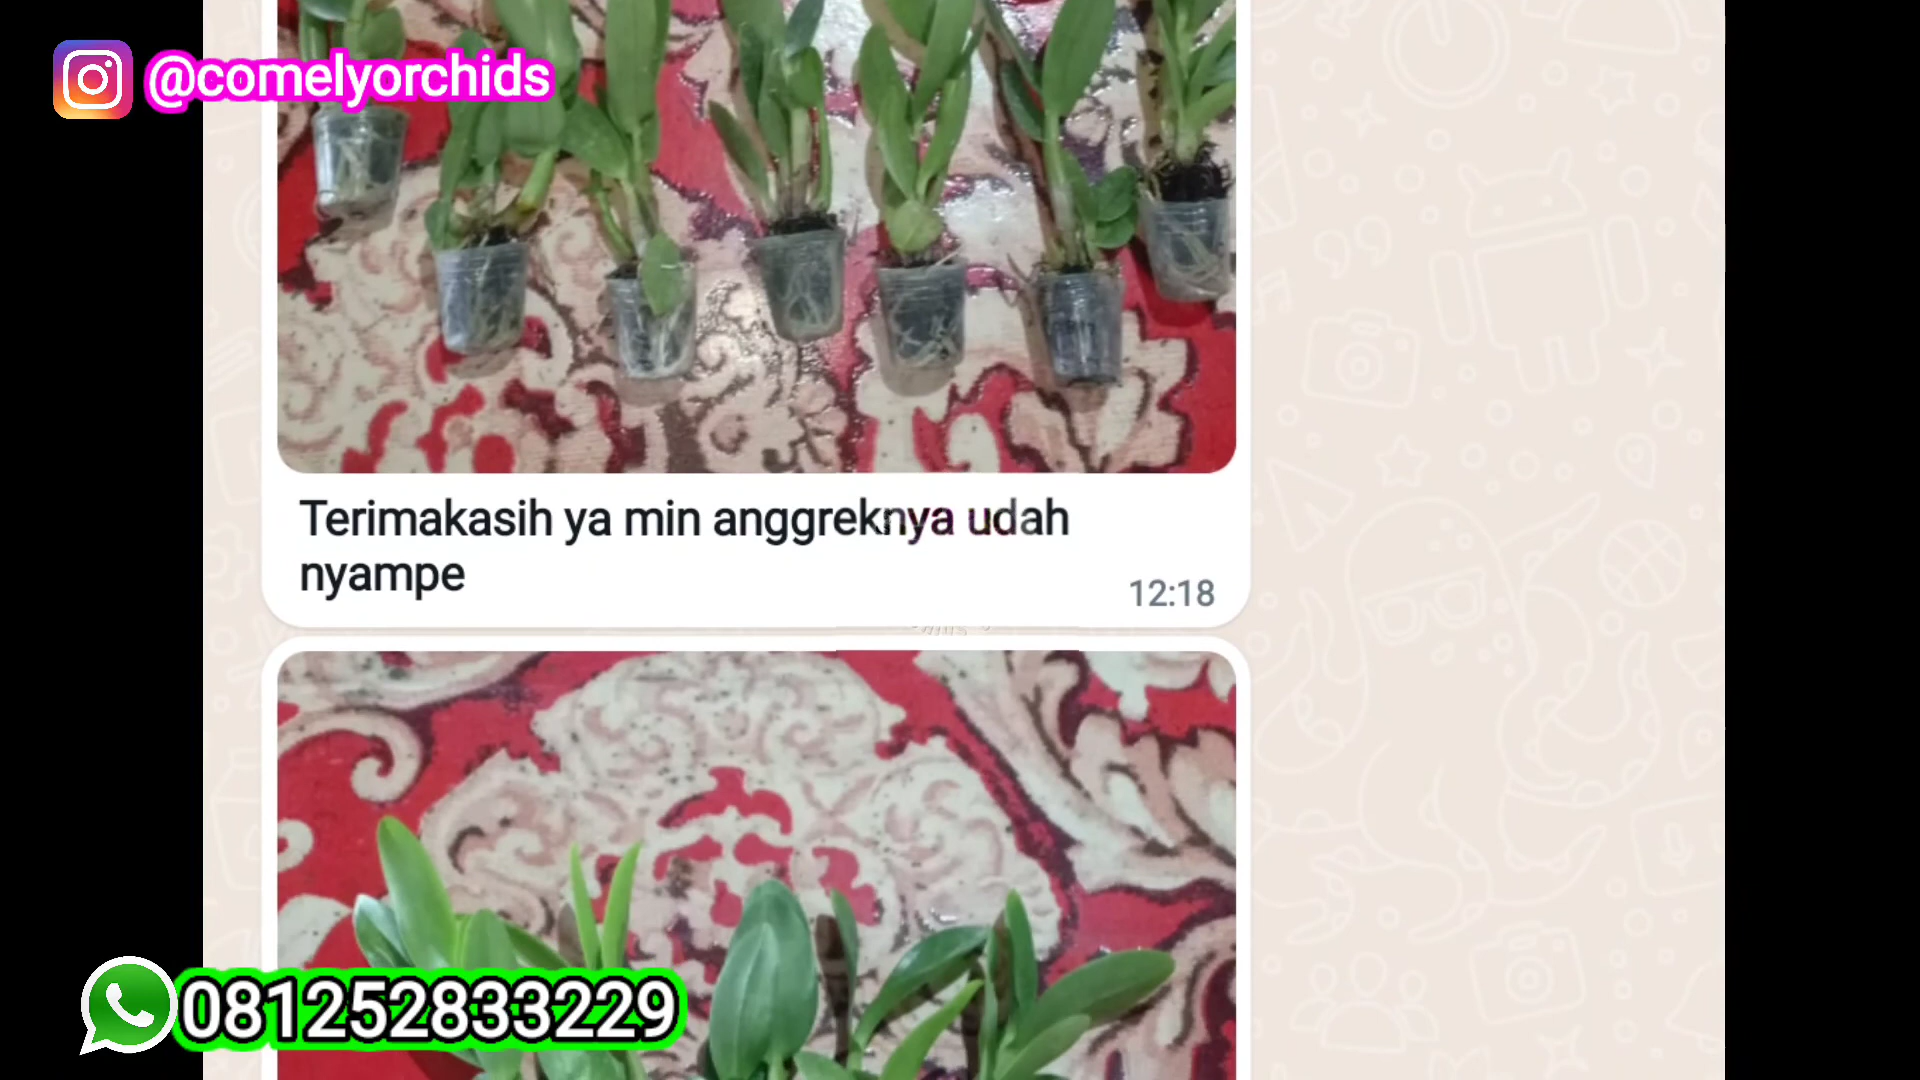 @comelyorchids
Terimakasih ya min anggreknya udah
nyampe
12:18
081252833229